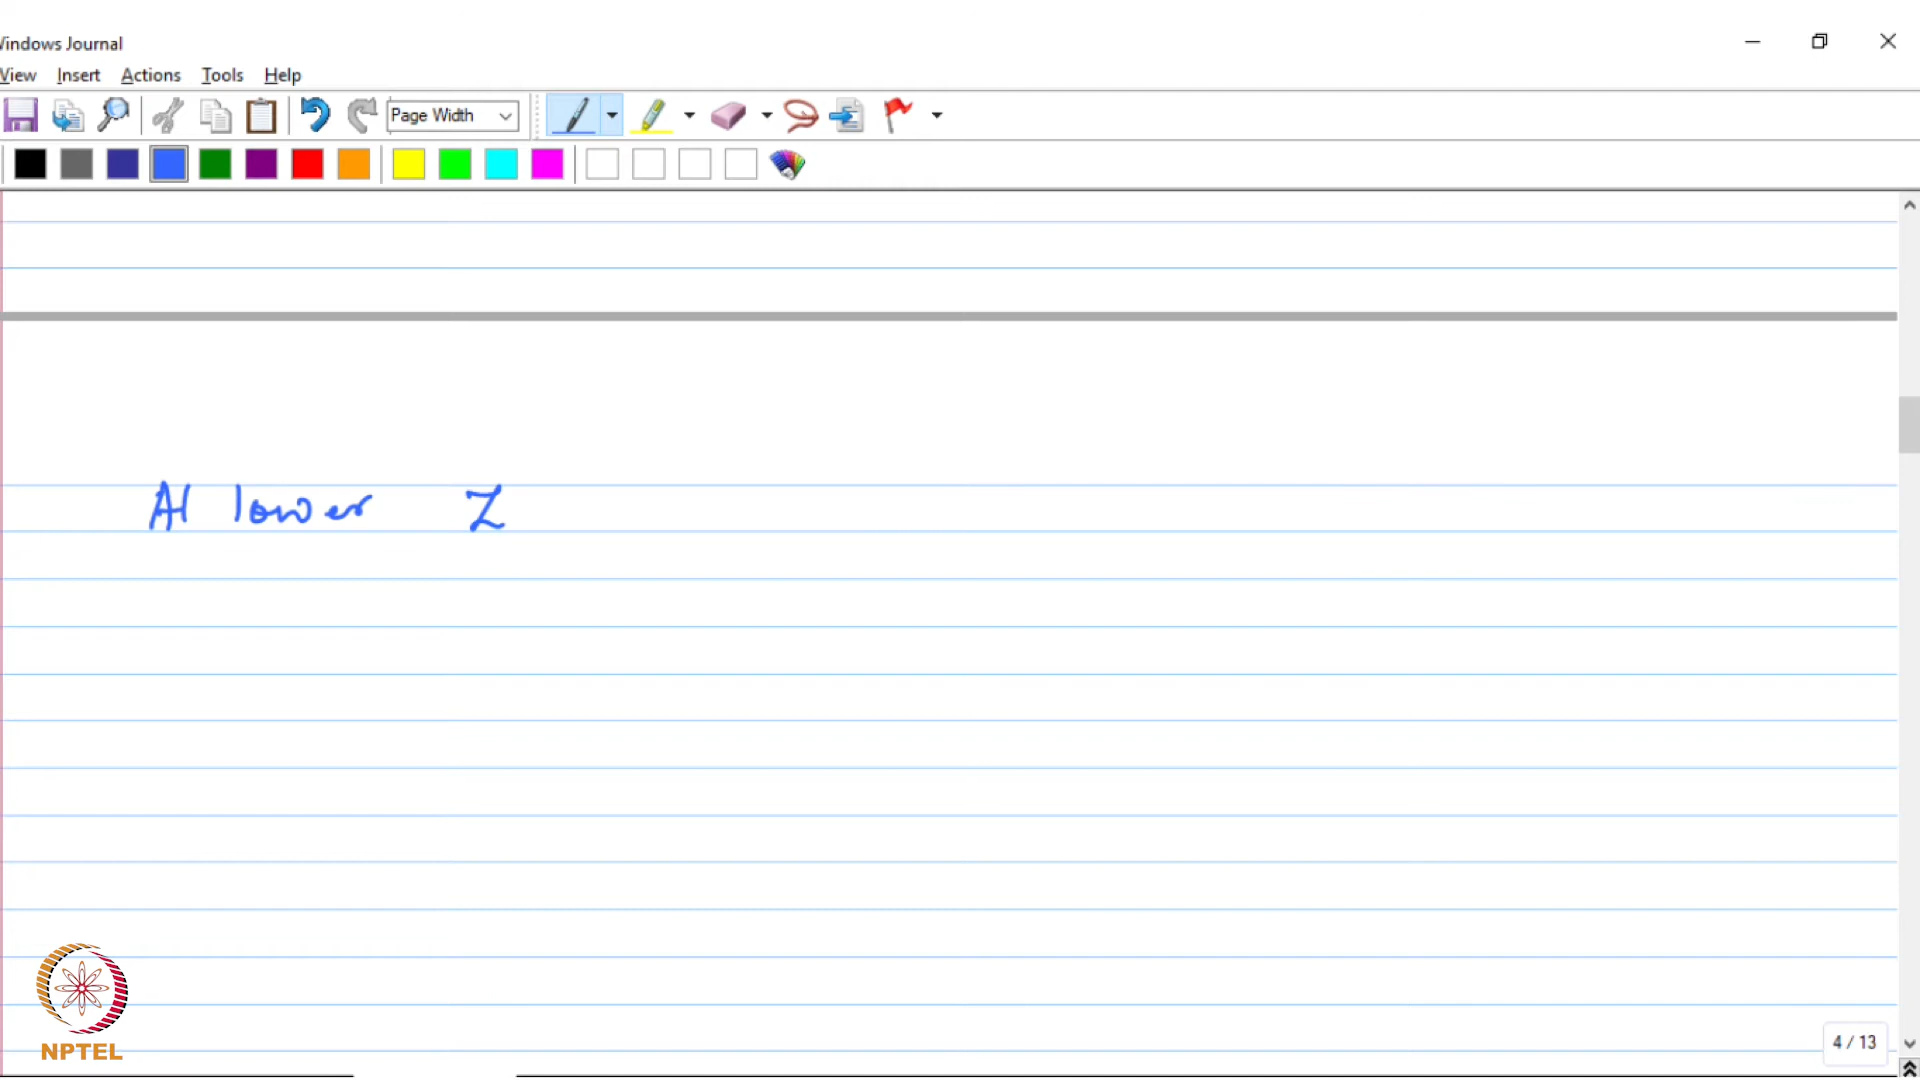 Windows Journal
View Insert Actions Tools Help
Page Width
At lower Z
NPTEL
4 / 13